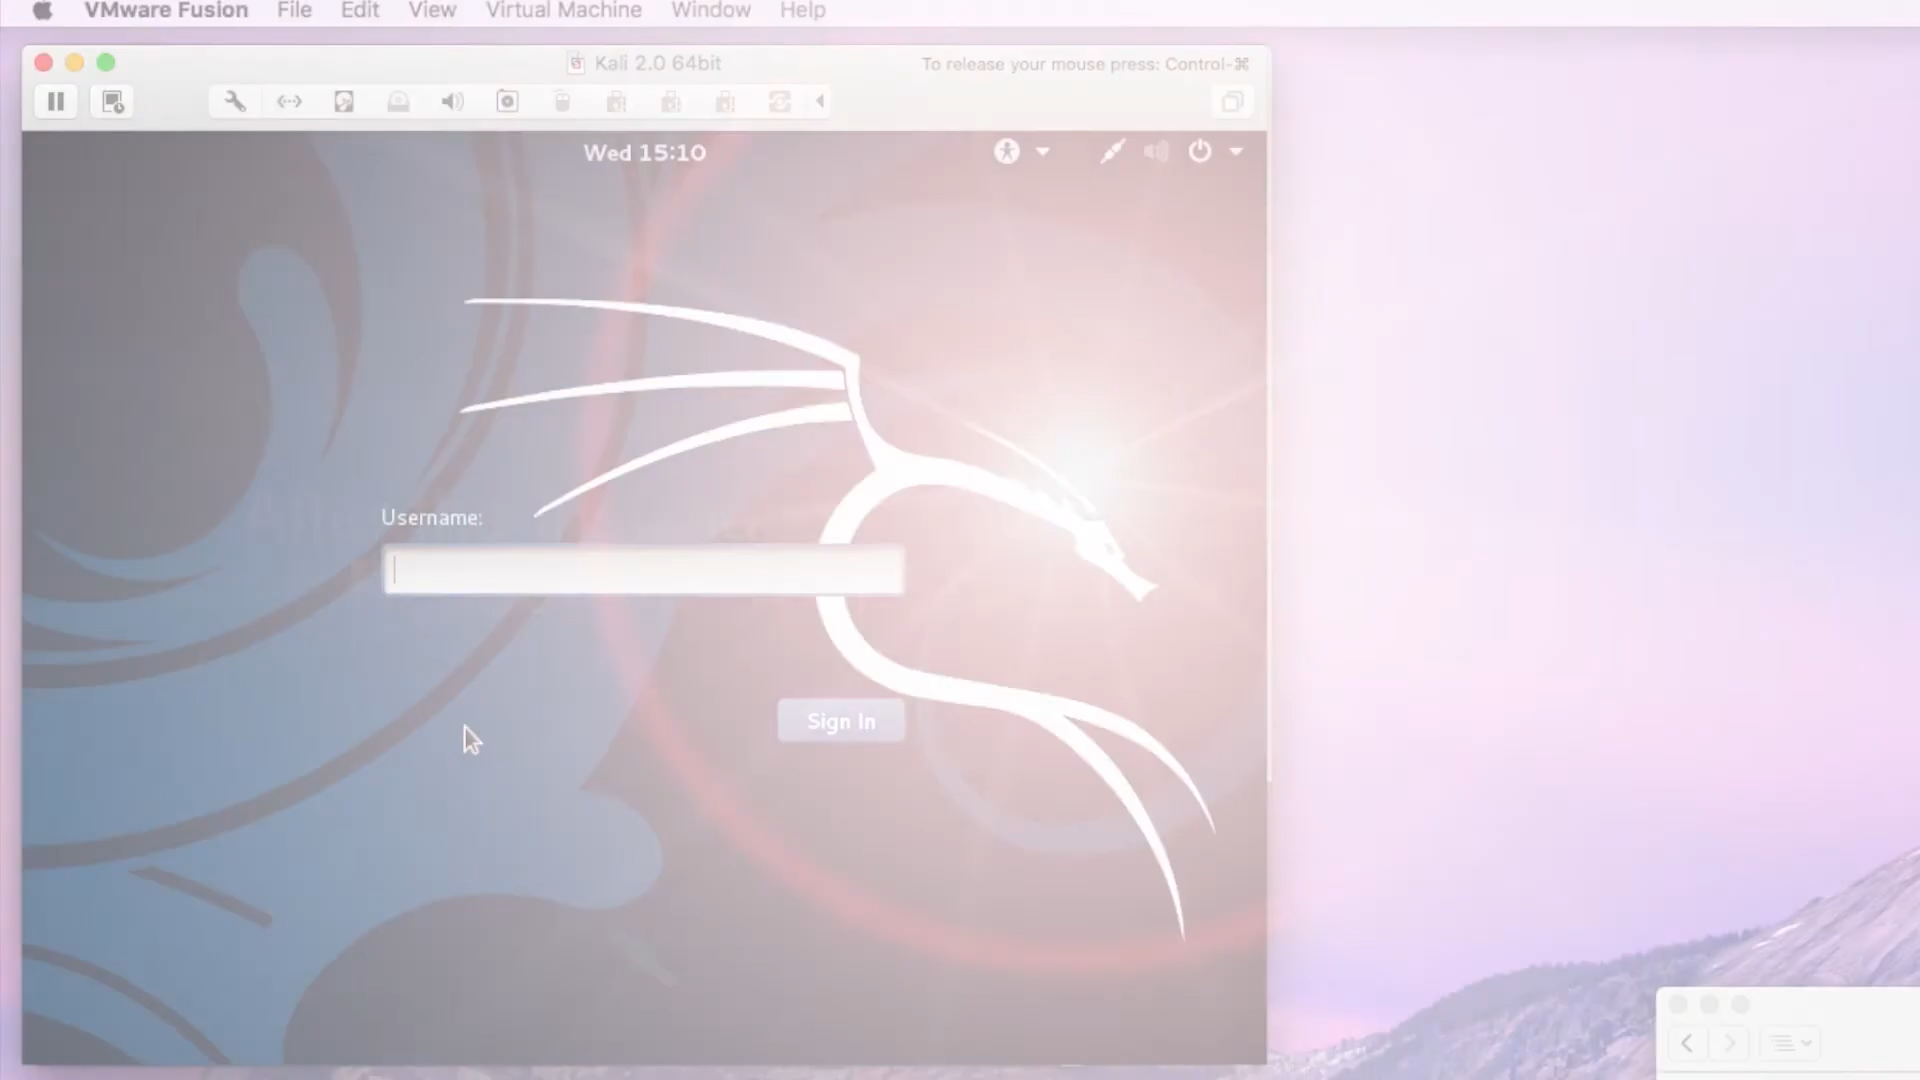 VMware Fusion File Edit View Virtual Machine Window Help
Kali 2.0 64bit
To release your mouse press: Control-⌘
Wed 15:10
Username:
Sign In